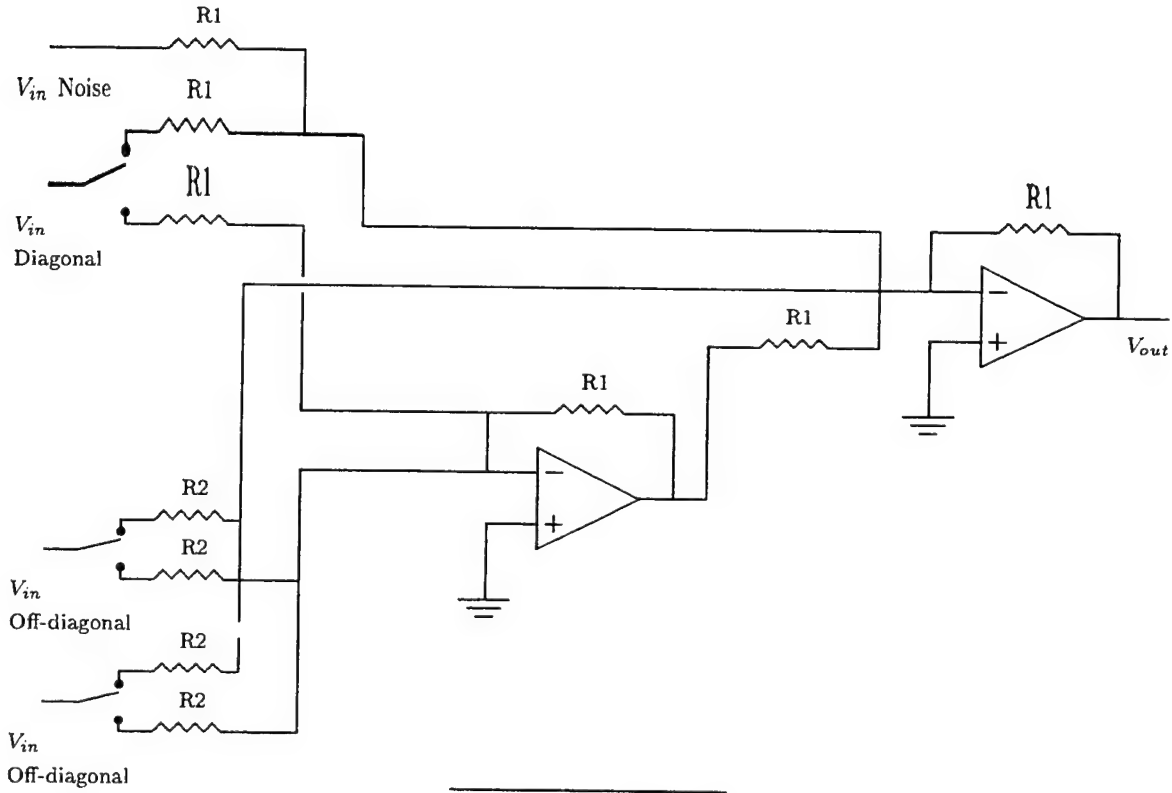 R1
V_in Noise
R1
R1
V_in
Diagonal
R1
−
+
V_out
R1
R1
−
+
R2
R2
V_in
Off-diagonal
R2
R2
V_in
Off-diagonal